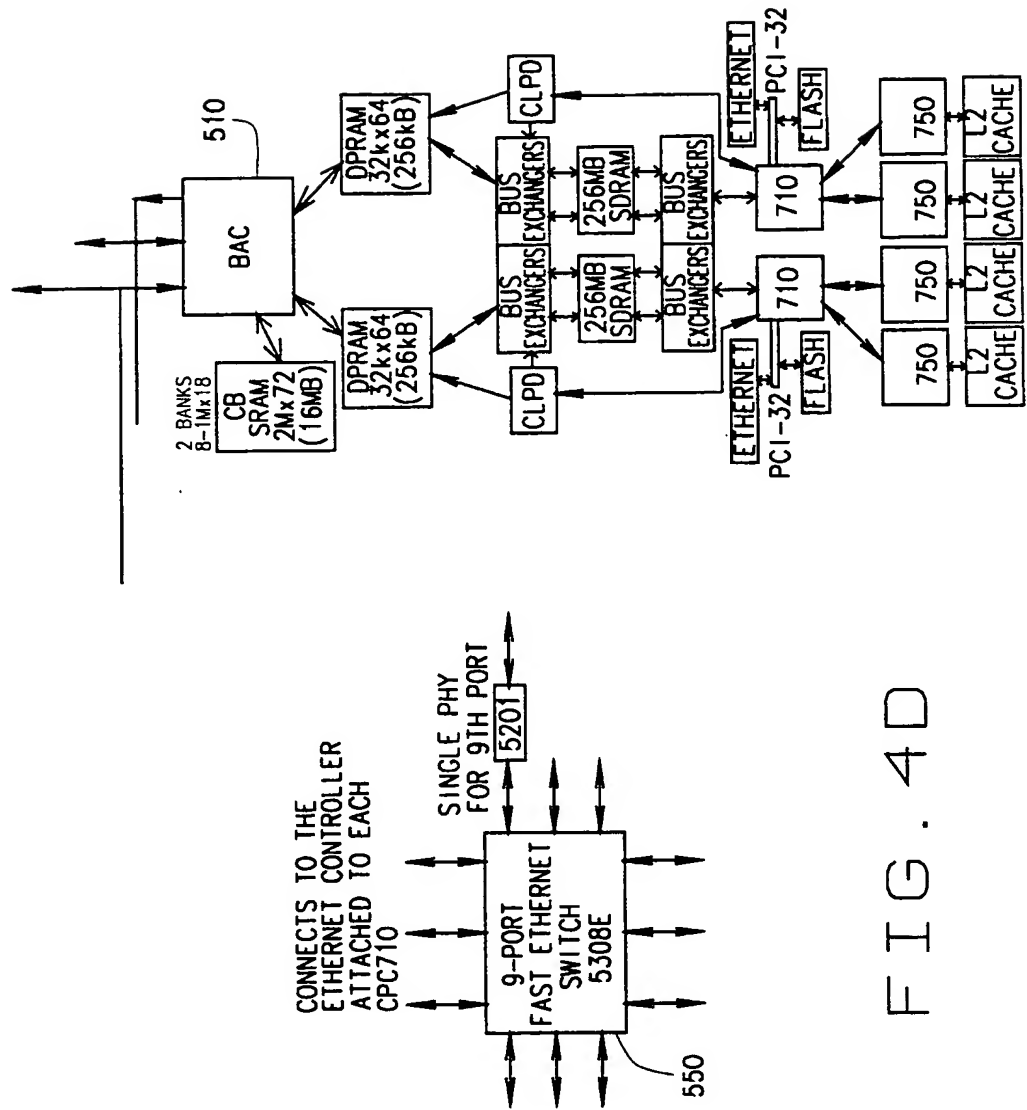 510
BAC
2 BANKS
8-1Mx18
CB
SRAM
2Mx72
(16MB)
DPRAM
32kx64
(256kB)
DPRAM
32kx64
(256kB)
CLPD
BUS
EXCHANGERS
BUS
EXCHANGERS
CLPD
256MB
SDRAM
256MB
SDRAM
BUS
EXCHANGERS
BUS
EXCHANGERS
ETHERNET
PCI-32
FLASH
710
710
ETHERNET
PCI-32
FLASH
750
750
750
750
L2
CACHE
L2
CACHE
L2
CACHE
L2
CACHE
CONNECTS TO THE
ETHERNET CONTROLLER
ATTACHED TO EACH
CPC710
SINGLE PHY
FOR 9TH PORT
5201
9-PORT
FAST ETHERNET
SWITCH
5308E
550
FIG. 4D